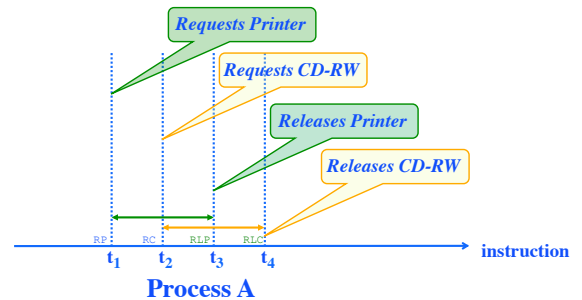 Requests Printer
Requests CD-RW
Releases Printer
Releases CD-RW
RP RC RLP RLC
t1 t2 t3 t4
instruction
Process A